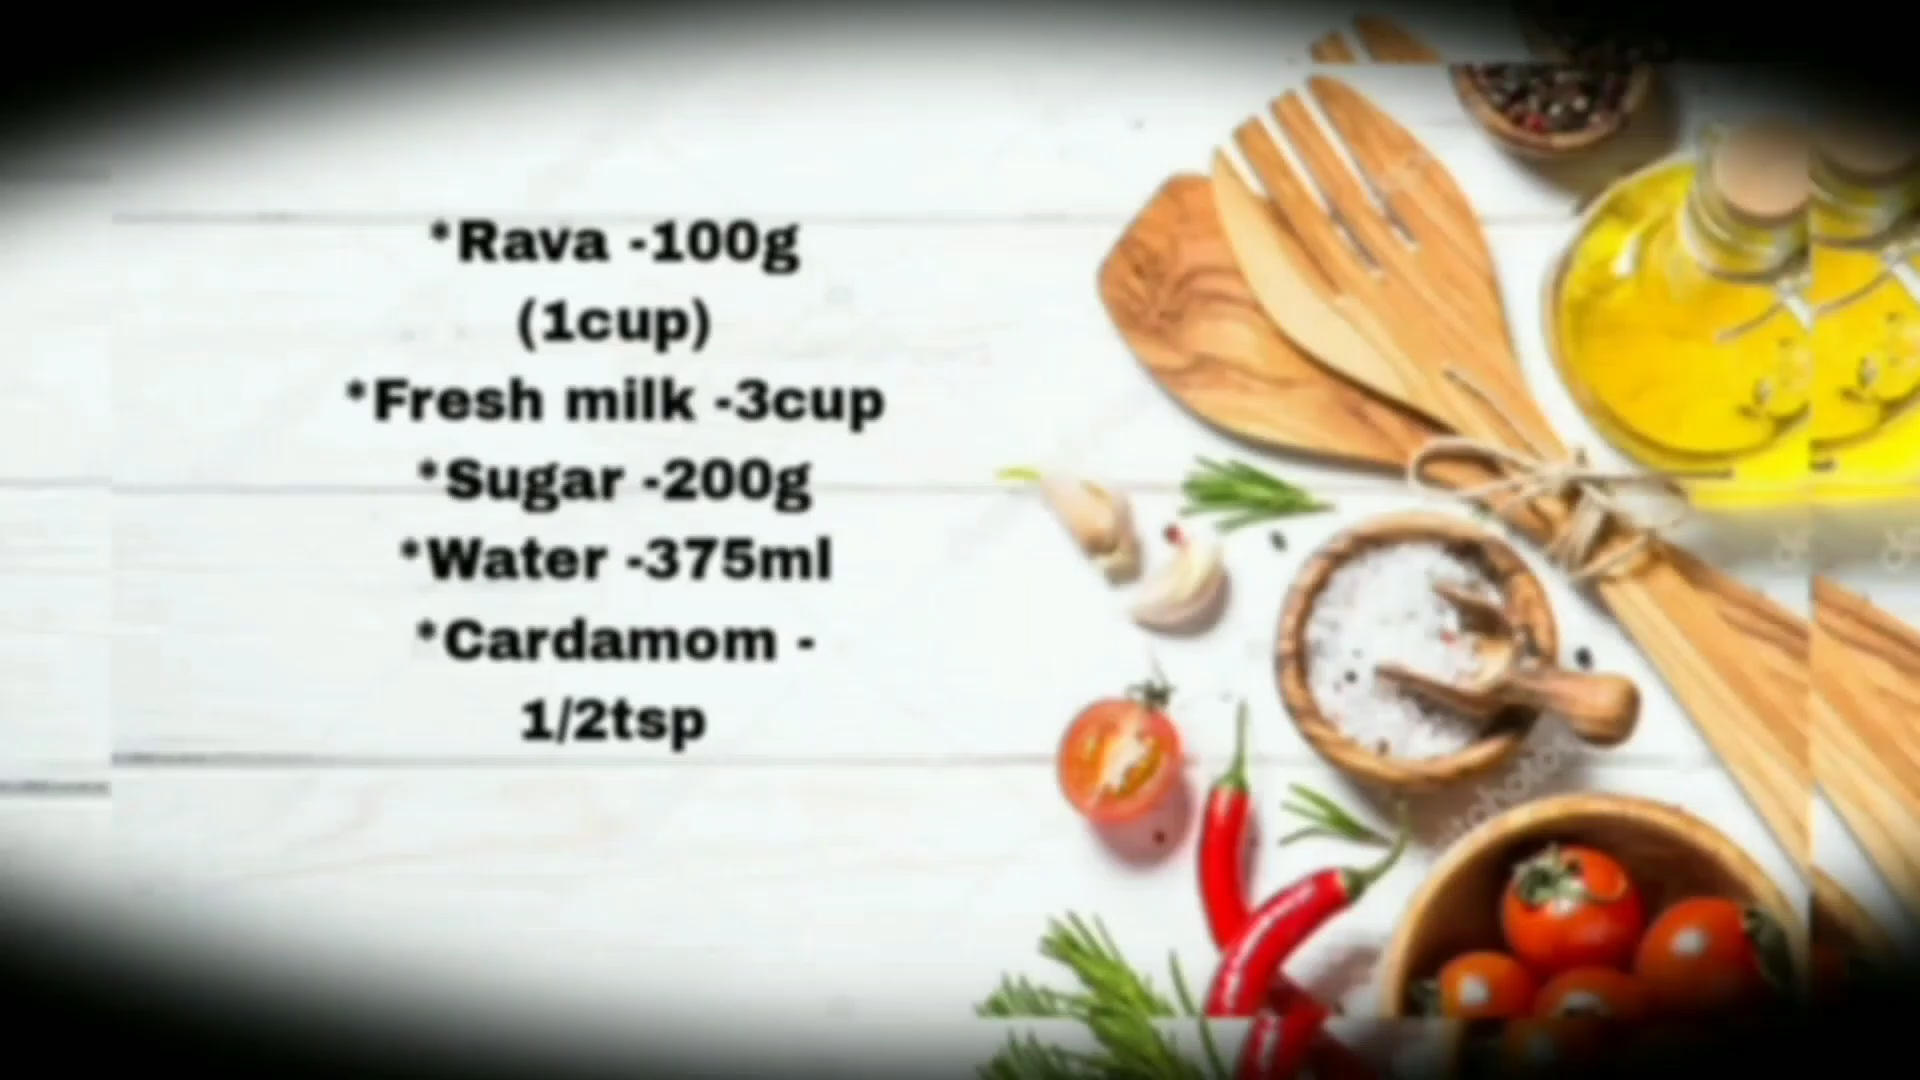 *Rava -100g
(1cup)
*Fresh milk -3cup
*Sugar -200g
*Water -375ml
*Cardamom -
1/2tsp